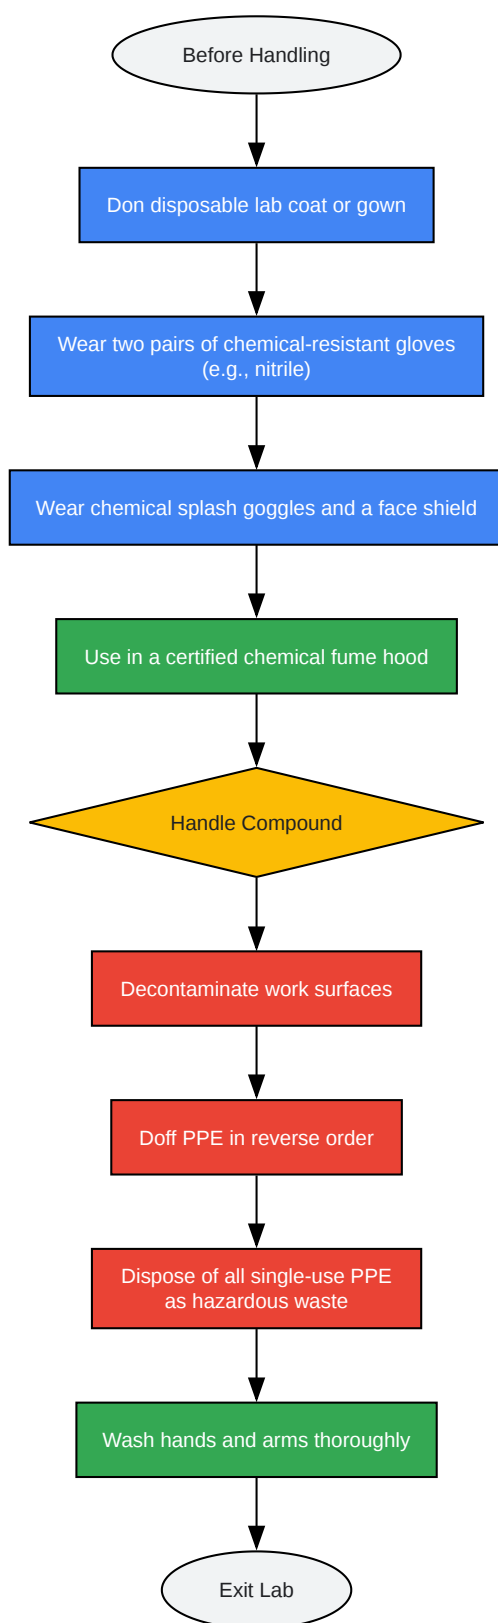 Before Handling
Don disposable lab coat or gown
Wear two pairs of chemical-resistant gloves
(e.g., nitrile)
Wear chemical splash goggles and a face shield
Use in a certified chemical fume hood
Handle Compound
Decontaminate work surfaces
Doff PPE in reverse order
Dispose of all single-use PPE
as hazardous waste
Wash hands and arms thoroughly
Exit Lab